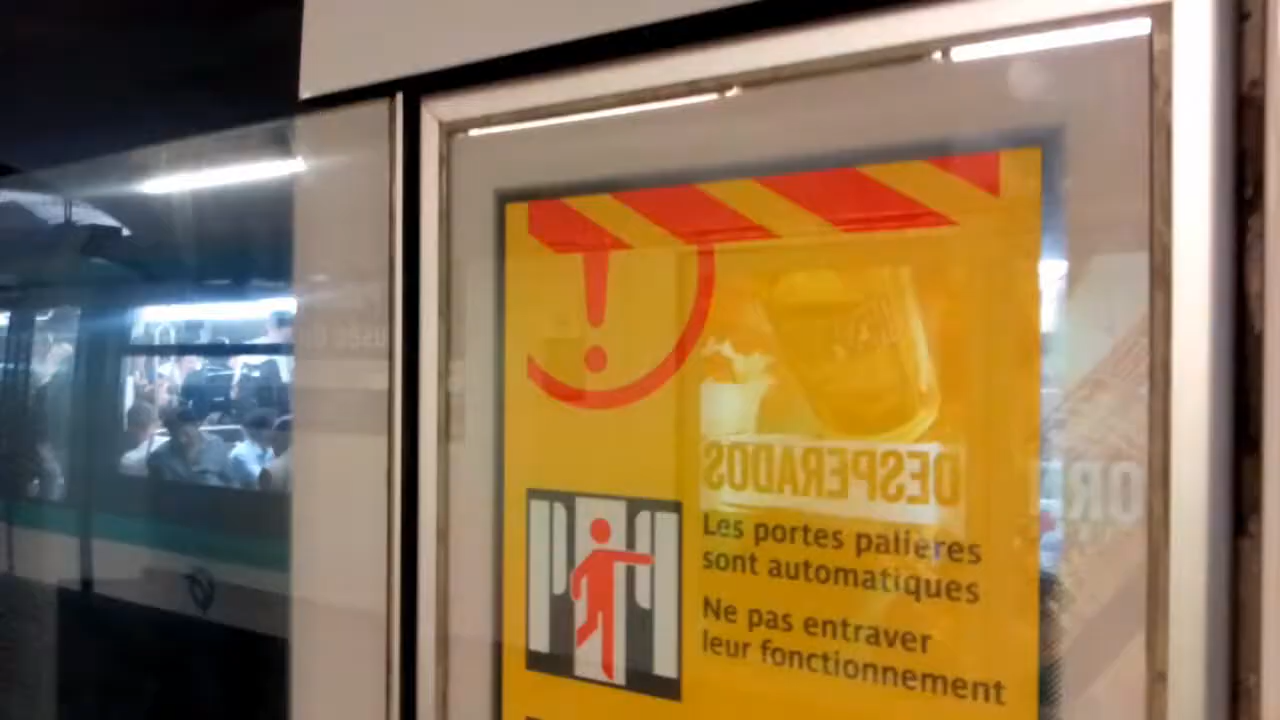 !
DESPERADOS
Les portes palières
sont automatiques
Ne pas entraver
leur fonctionnement